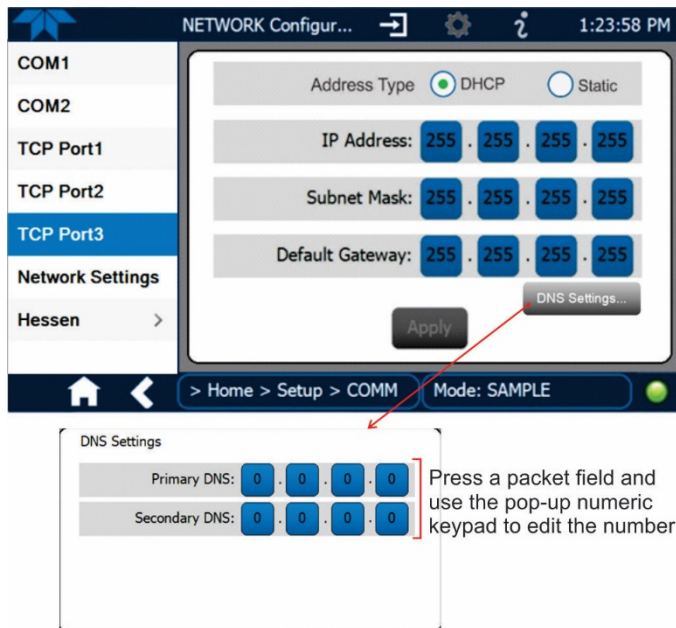 NETWORK Configur... 1:23:58 PM
COM1
COM2
TCP Port1
TCP Port2
TCP Port3
Network Settings
Hessen >
Address Type DHCP Static
IP Address: 255 . 255 . 255 . 255
Subnet Mask: 255 . 255 . 255 . 255
Default Gateway: 255 . 255 . 255 . 255
DNS Settings...
Apply
> Home > Setup > COMM Mode: SAMPLE
DNS Settings
Primary DNS: 0 . 0 . 0 . 0
Secondary DNS: 0 . 0 . 0 . 0
Press a packet field and
use the pop-up numeric
keypad to edit the number